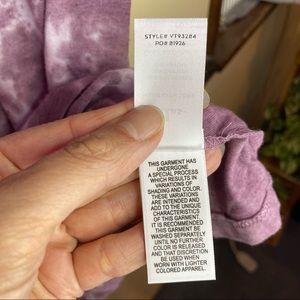 STYLE# VT93284
PO# 81926
THIS GARMENT HAS
UNDERGONE
A SPECIAL PROCESS
WHICH RESULTS IN
VARIATIONS OF
SHADING AND COLOR.
THESE VARIATIONS
ARE INTENDED AND
ADD TO THE UNIQUE
CHARACTERISTICS
OF THIS GARMENT.
IT IS RECOMMENDED
THIS GARMENT BE
WASHED SEPARATELY
UNTIL NO FURTHER
COLOR IS RELEASED
AND THAT DISCRETION
BE USED WHEN
WORN WITH LIGHTER
COLORED APPAREL.